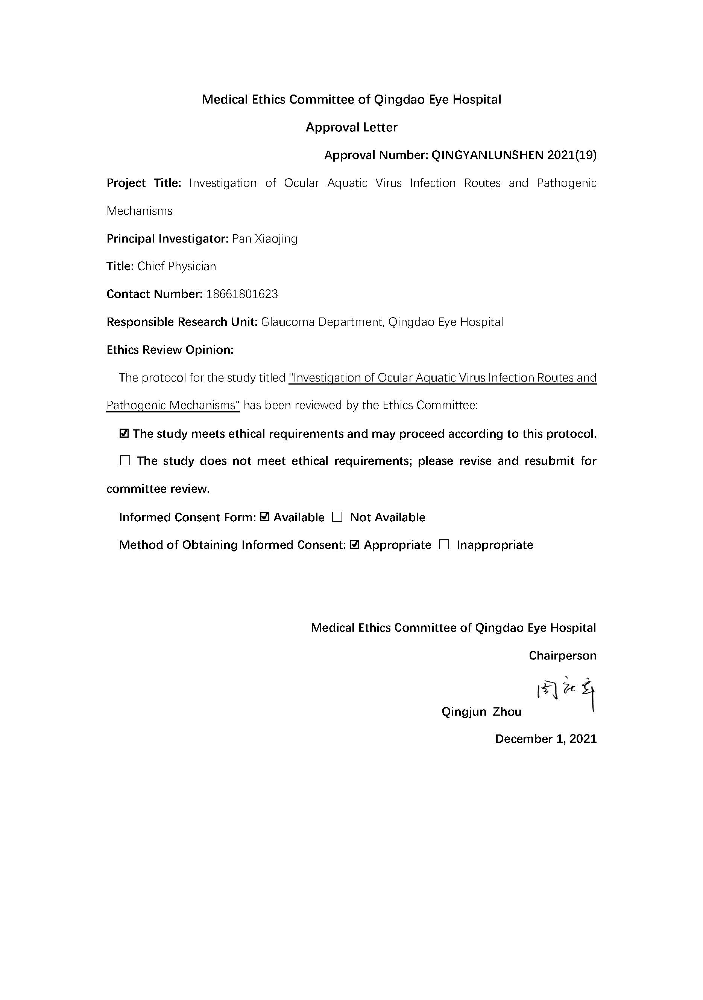 Medical Ethics Committee of Qingdao Eye Hospital
Approval Letter
Approval Number: QINGYANLUNSHEN 2021(19)
Project Title: Investigation of Ocular Aquatic Virus Infection Routes and Pathogenic
Mechanisms
Principal Investigator: Pan Xiaojing
Title: Chief Physician
Contact Number: 18661801623
Responsible Research Unit: Glaucoma Department, Qingdao Eye Hospital
Ethics Review Opinion:
The protocol for the study titled "Investigation of Ocular Aquatic Virus Infection Routes and
Pathogenic Mechanisms" has been reviewed by the Ethics Committee:
☑ The study meets ethical requirements and may proceed according to this protocol.
☐ The study does not meet ethical requirements; please revise and resubmit for
committee review.
Informed Consent Form: ☑ Available ☐ Not Available
Method of Obtaining Informed Consent: ☑ Appropriate ☐ Inappropriate
Medical Ethics Committee of Qingdao Eye Hospital
Chairperson
周
Qingjun Zhou
December 1, 2021